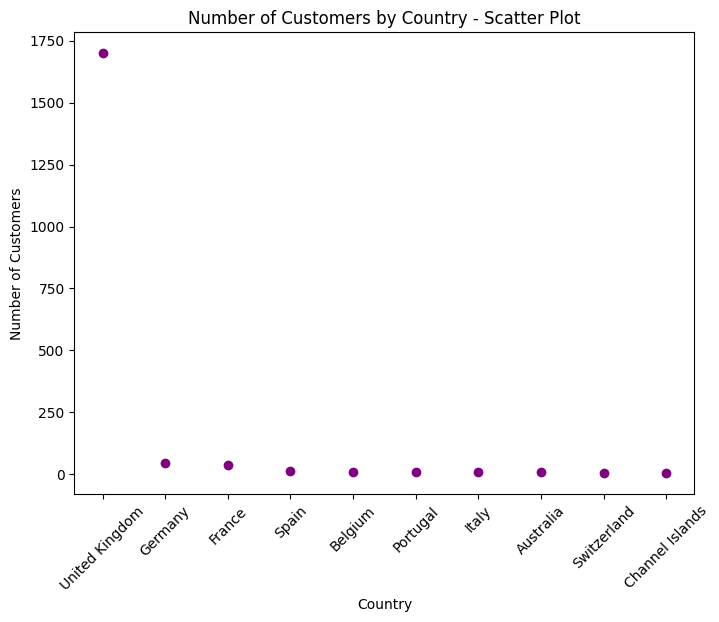 Number of Customers by Country - Scatter Plot
Number of Customers
1750
1500
1250
1000
750
500
250
0
United Kingdom
Germany
France
Spain
Belgium
Portugal
Italy
Australia
Switzerland
Channel Islands
Country